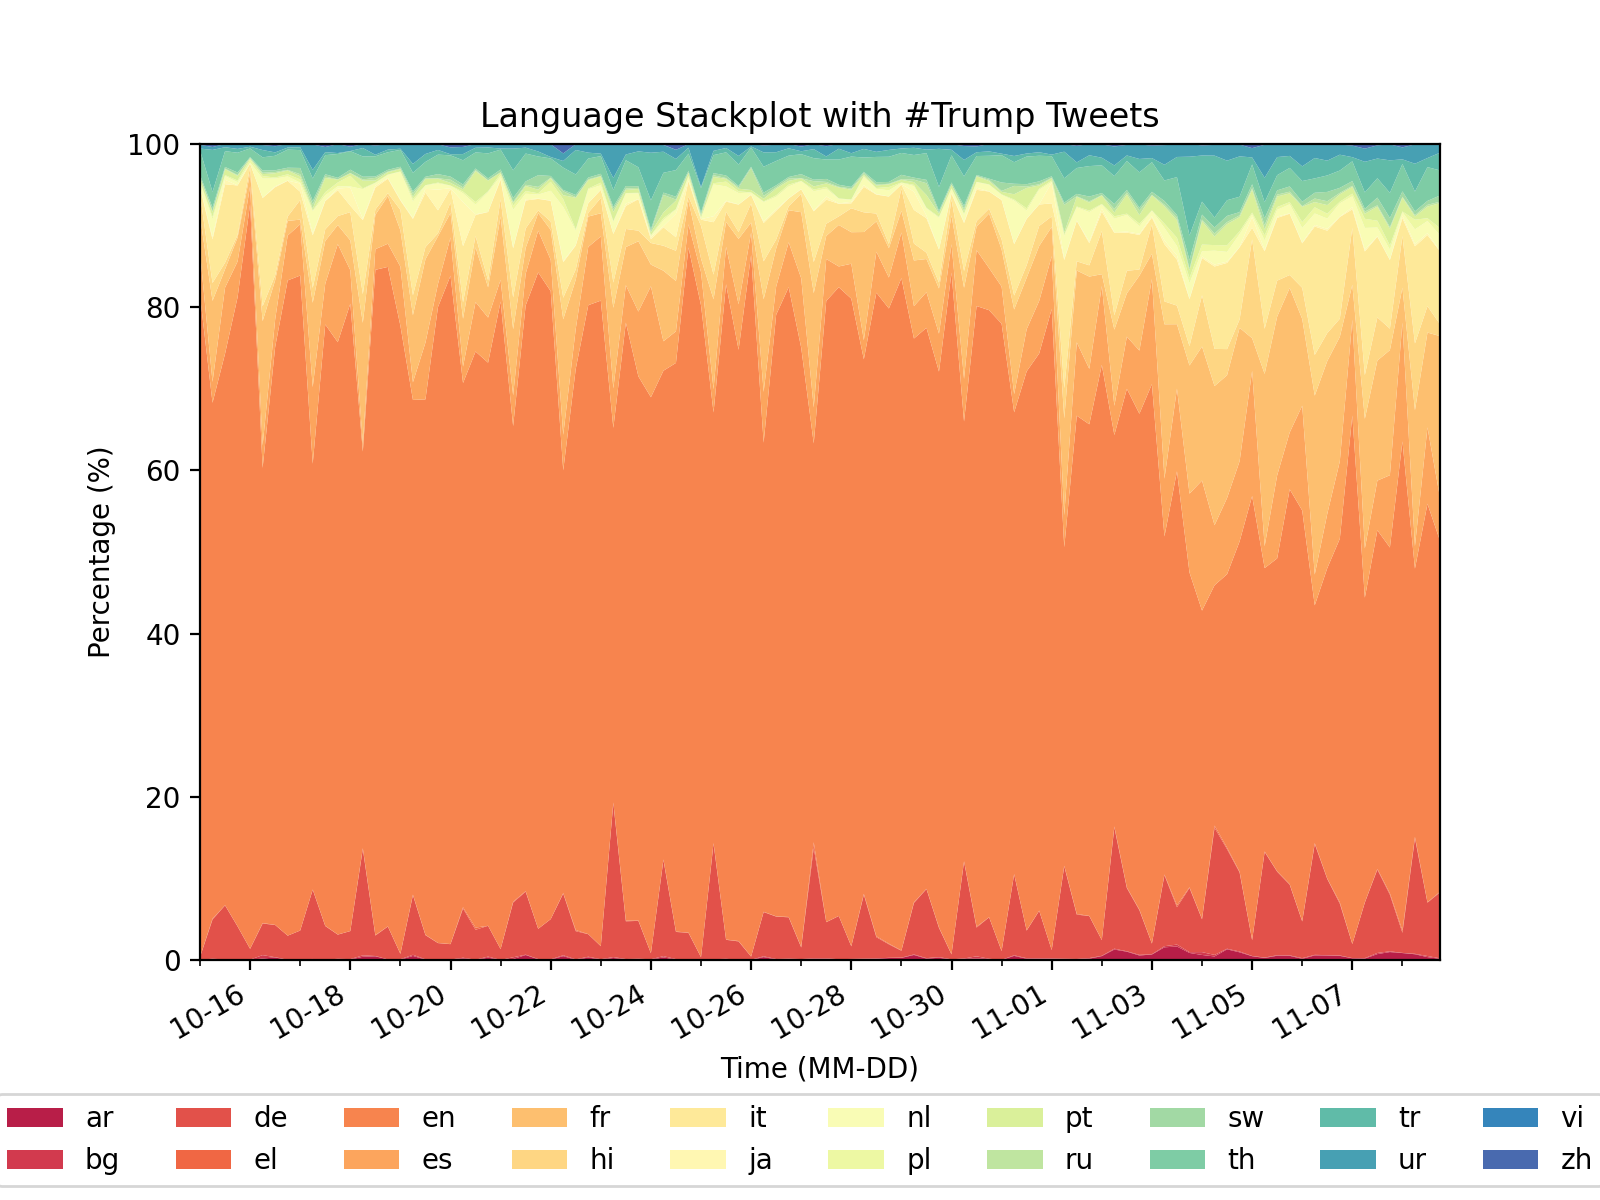 Language Stackplot with #Trump Tweets
100
80
60
40
20
0
Percentage (%)
10-16 10-18 10-20 10-22 10-24 10-26 10-28 10-30 11-01 11-03 11-05 11-07
Time (MM-DD)
ar de en fr it nl pt sw tr vi
bg el es hi ja pl ru th ur zh